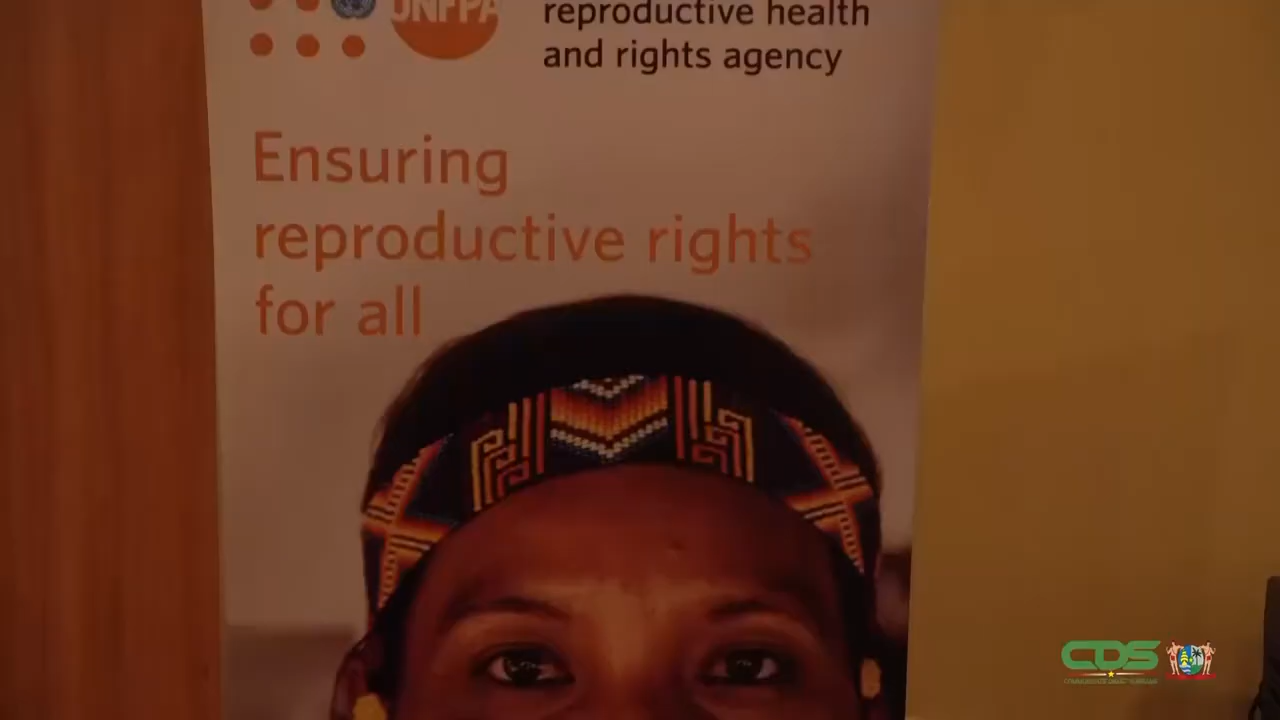 UNFPA
reproductive health
and rights agency
Ensuring
reproductive rights
for all
CDS